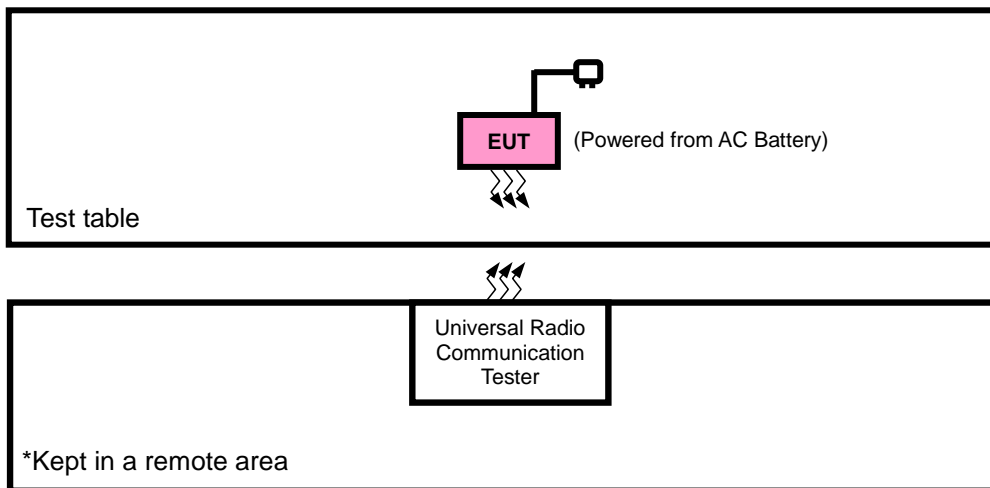 EUT
(Powered from AC Battery)
Test table
Universal Radio
Communication
Tester
*Kept in a remote area